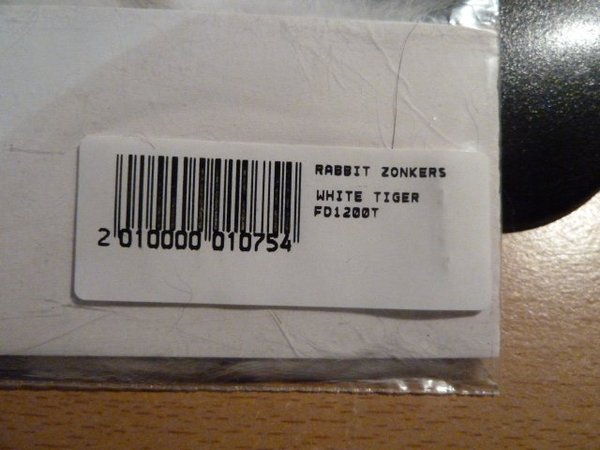 RABBIT ZONKERS
WHITE TIGER
FD1200T
2 010000 010754